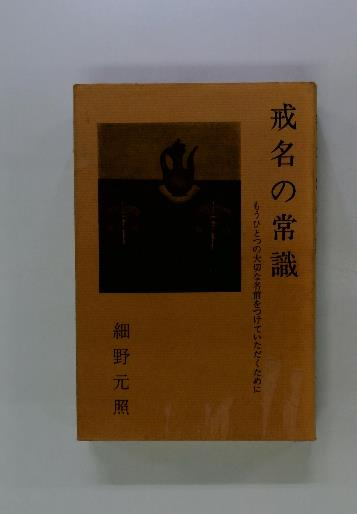 戒名の常識
もうひとつの大切な名前をつけていただくために
細野元照